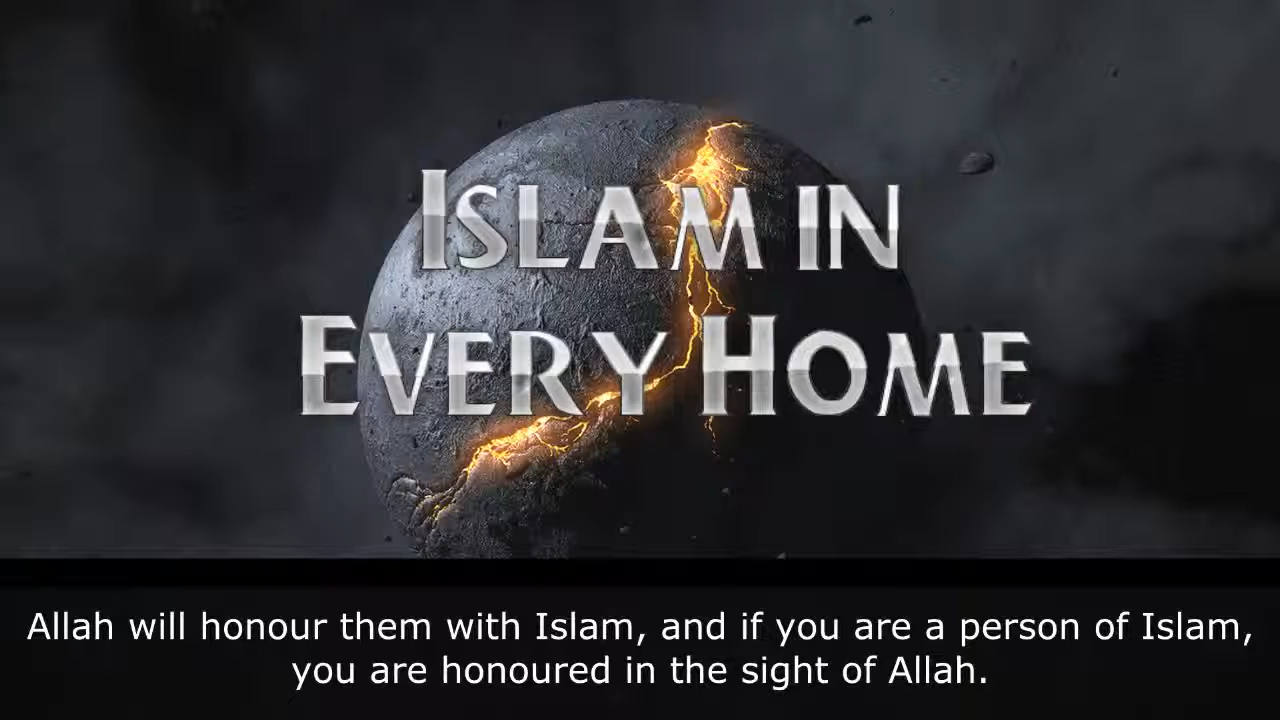 Islam in
Every Home
Allah will honour them with Islam, and if you are a person of Islam,
you are honoured in the sight of Allah.